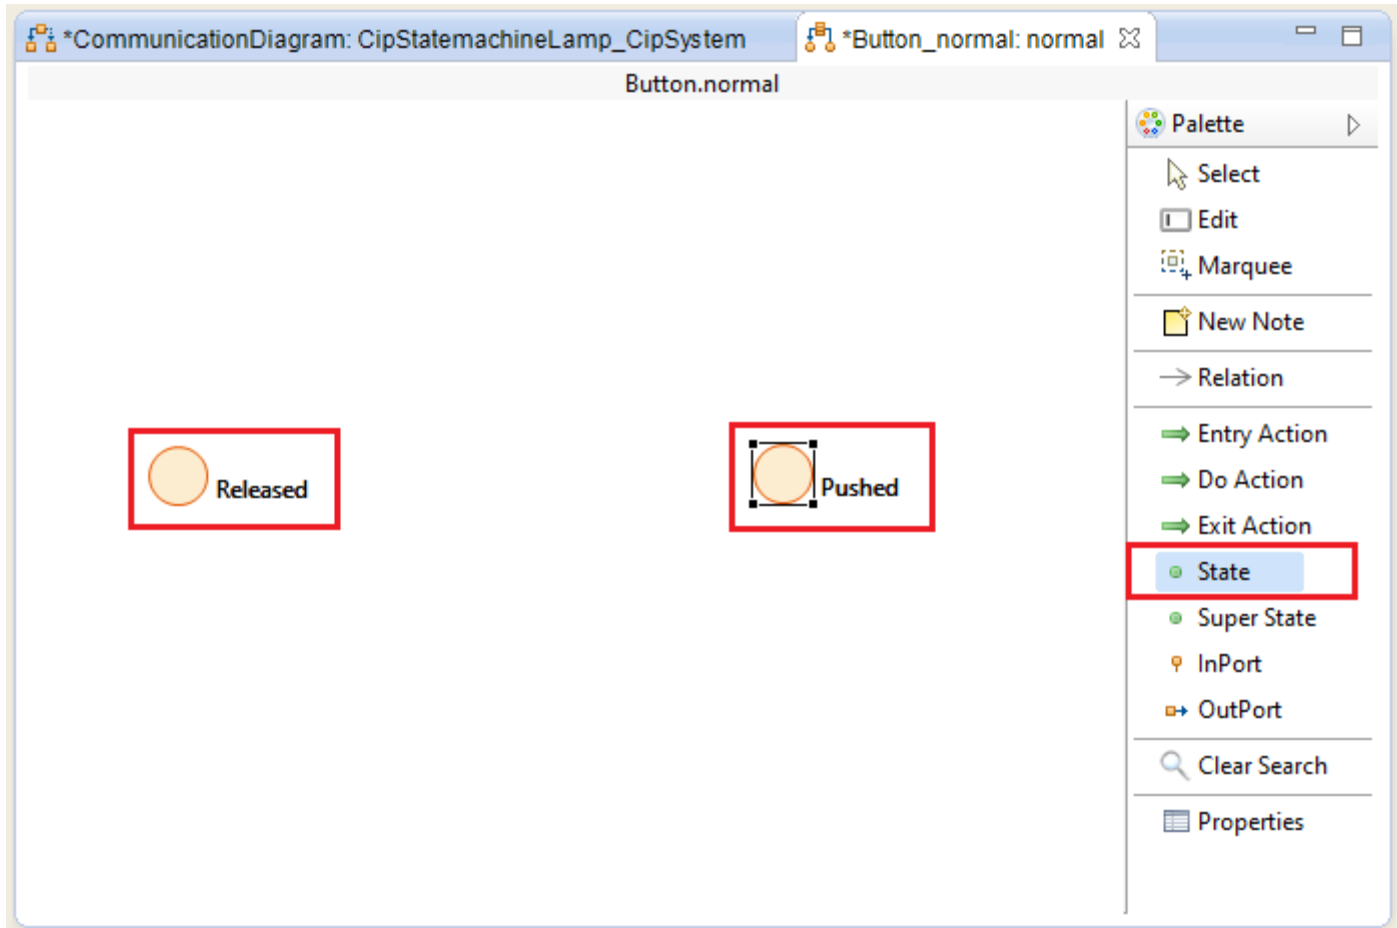 *CommunicationDiagram: CipStatemachineLamp_CipSystem
*Button_normal: normal
Button.normal
Palette
Select
Edit
Marquee
New Note
Relation
Entry Action
Do Action
Exit Action
State
Super State
InPort
OutPort
Clear Search
Properties
Released
Pushed